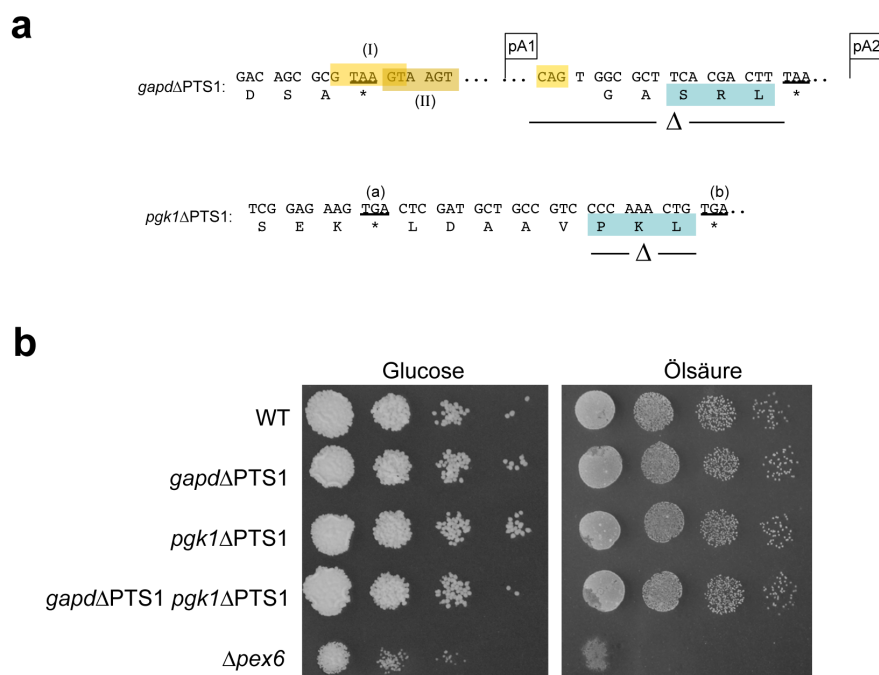 a
(I)
pA1
pA2
gapdΔPTS1: GAC AGC GCG TAA GTA AGT ... ... CAGT GGC GCT TCA CGA CTT TAA..
D S A * (II) G A S R L *
Δ
(a) (b)
pgk1ΔPTS1: TCG GAG AAG TGA CTC GAT GCT GCC GTC CCC AAA CTG TGA..
S E K * L D A A V P K L *
Δ
b
Glucose Ölsäure
WT
gapdΔPTS1
pgk1ΔPTS1
gapdΔPTS1 pgk1ΔPTS1
Δpex6